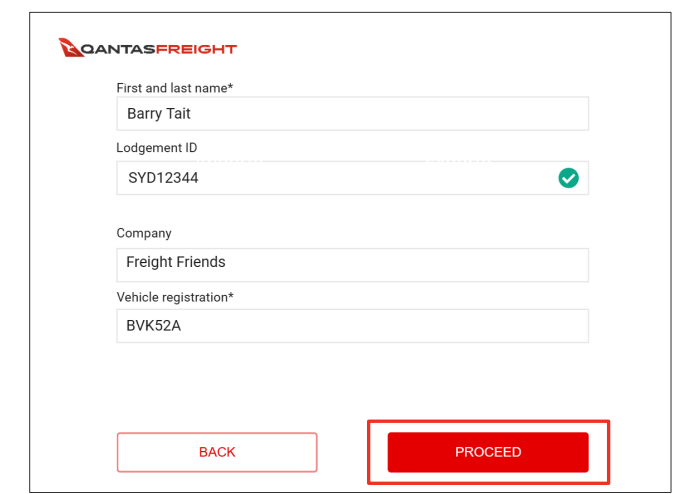 QANTASFREIGHT
First and last name*
Barry Tait
Lodgement ID
SYD12344
Company
Freight Friends
Vehicle registration*
BVK52A
BACK PROCEED